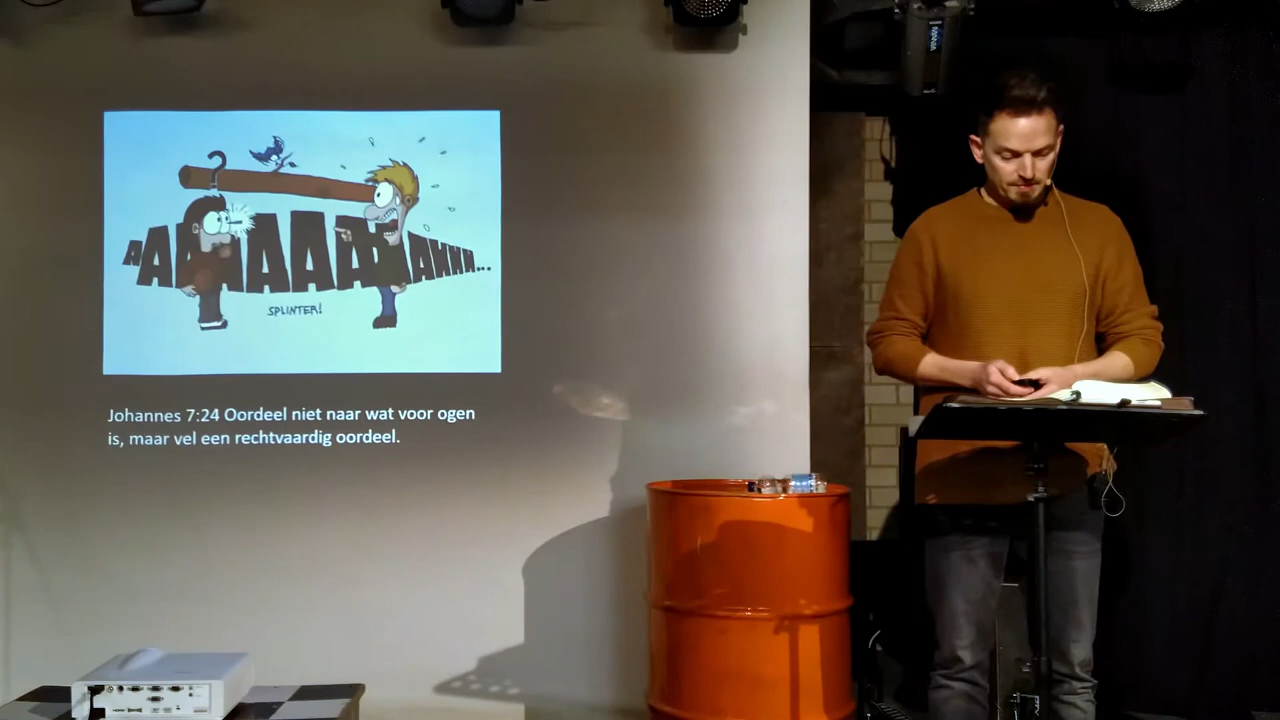 AAAAAAAAHHH...
SPLINTER!
Johannes 7:24 Oordeel niet naar wat voor ogen
is, maar vel een rechtvaardig oordeel.